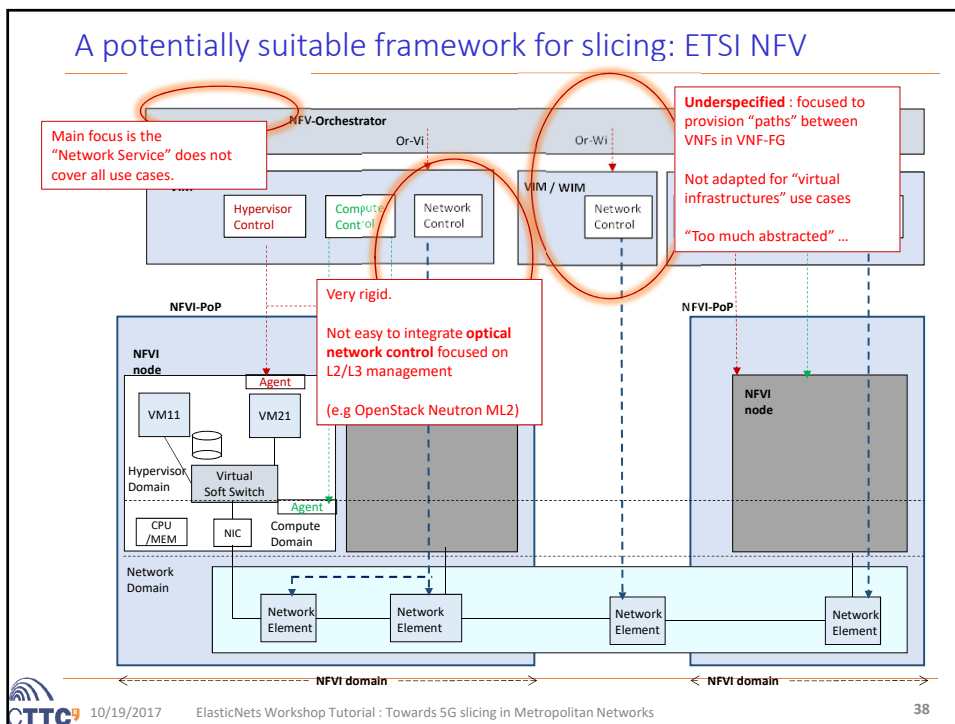 A potentially suitable framework for slicing: ETSI NFV
NFV-Orchestrator
Main focus is the
"Network Service" does not
cover all use cases.
Or-Vi
Or-Wi
Underspecified : focused to
provision "paths" between
VNFs in VNF-FG
Not adapted for "virtual
infrastructures" use cases
"Too much abstracted" …
VIM
Hypervisor
Control
Compute
Control
Network
Control
VIM / WIM
Network
Control
Very rigid.
Not easy to integrate optical
network control focused on
L2/L3 management
(e.g OpenStack Neutron ML2)
NFVI-PoP
NFVI-PoP
NFVI
node
Agent
VM11
VM21
Hypervisor
Domain
Virtual
Soft Switch
Agent
CPU
/MEM
NIC
Compute
Domain
NFVI
node
Network
Domain
Network
Element
Network
Element
Network
Element
Network
Element
NFVI domain
NFVI domain
CTTC
10/19/2017
ElasticNets Workshop Tutorial : Towards 5G slicing in Metropolitan Networks
38